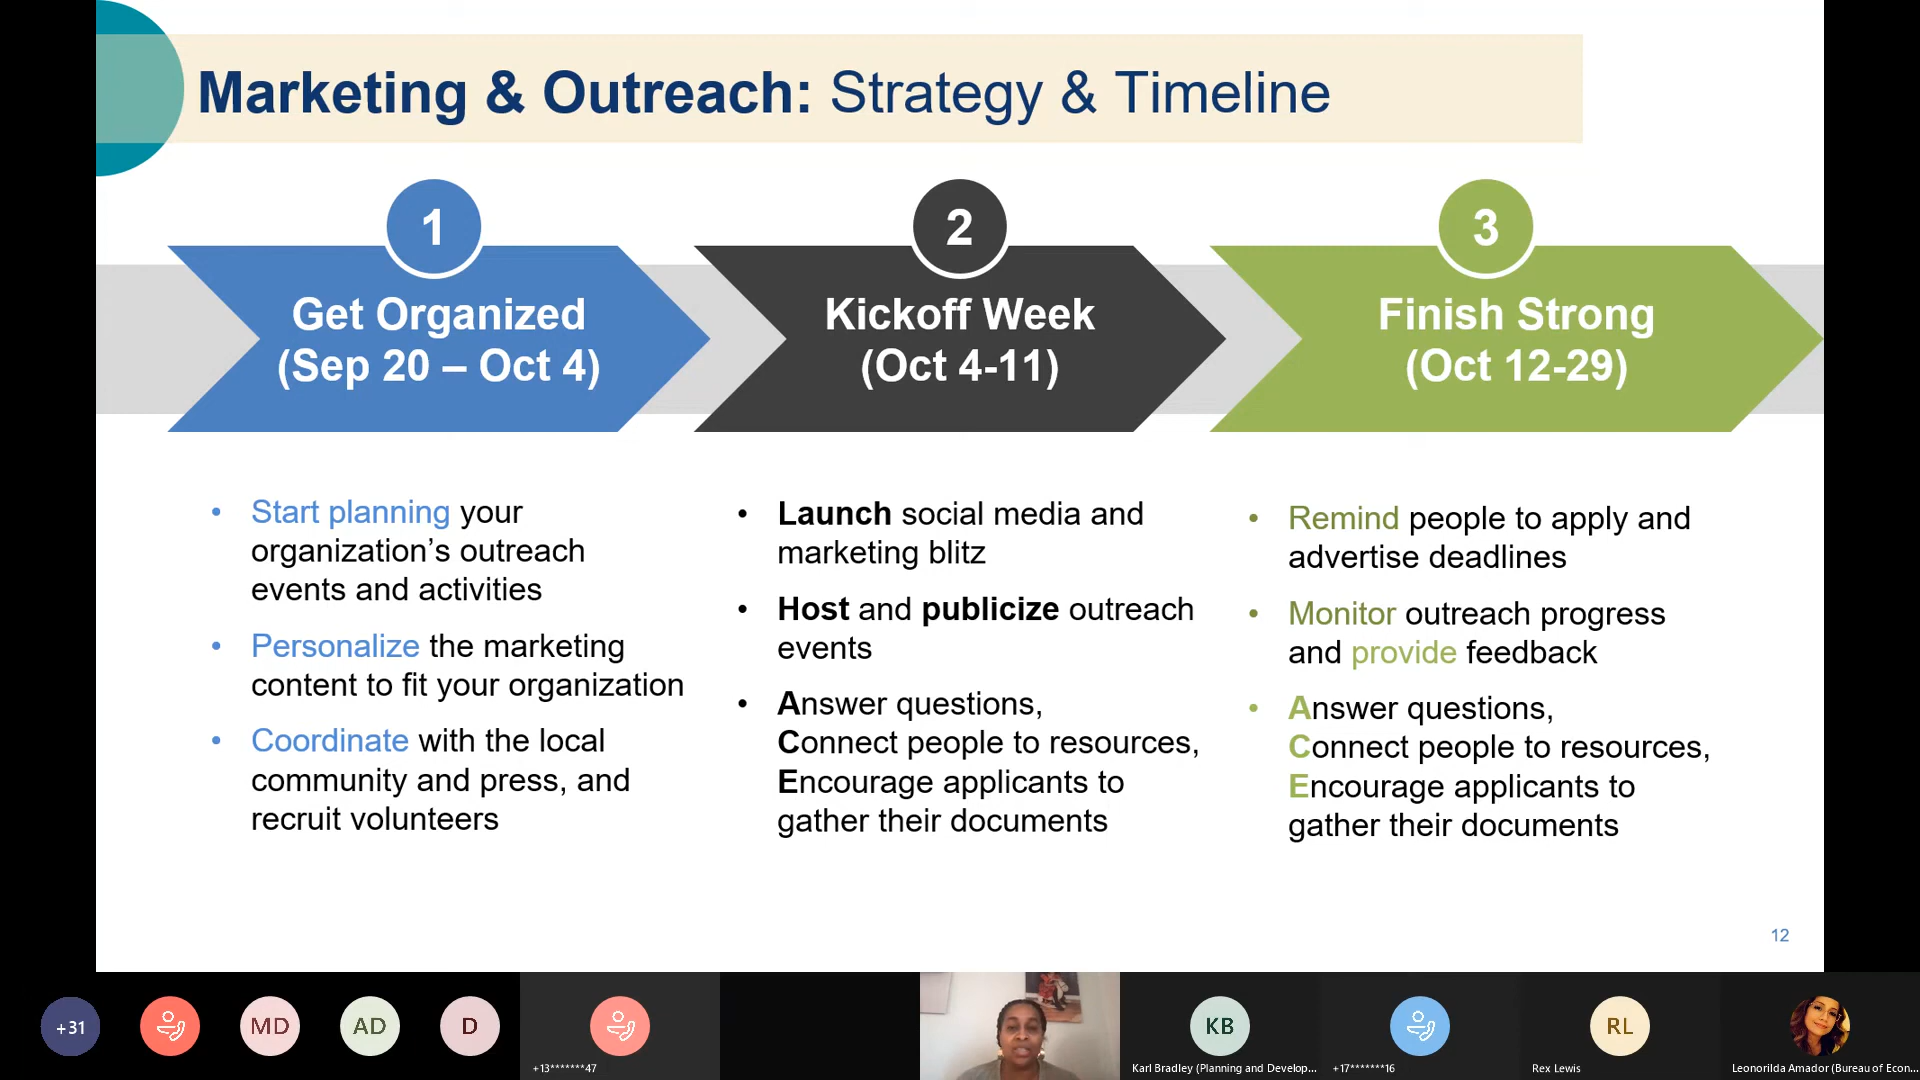 Marketing & Outreach: Strategy & Timeline
1
Get Organized
(Sep 20 – Oct 4)
• Start planning your
organization’s outreach
events and activities
• Personalize the marketing
content to fit your organization
• Coordinate with the local
community and press, and
recruit volunteers
2
Kickoff Week
(Oct 4-11)
• Launch social media and
marketing blitz
• Host and publicize outreach
events
• Answer questions,
Connect people to resources,
Encourage applicants to
gather their documents
3
Finish Strong
(Oct 12-29)
• Remind people to apply and
advertise deadlines
• Monitor outreach progress
and provide feedback
• Answer questions,
Connect people to resources,
Encourage applicants to
gather their documents
12
+31
MD
AD
D
+13*******47
KB
Karl Bradley (Planning and Develop...
+17*******16
RL
Rex Lewis
Leonorilda Amador (Bureau of Econ...